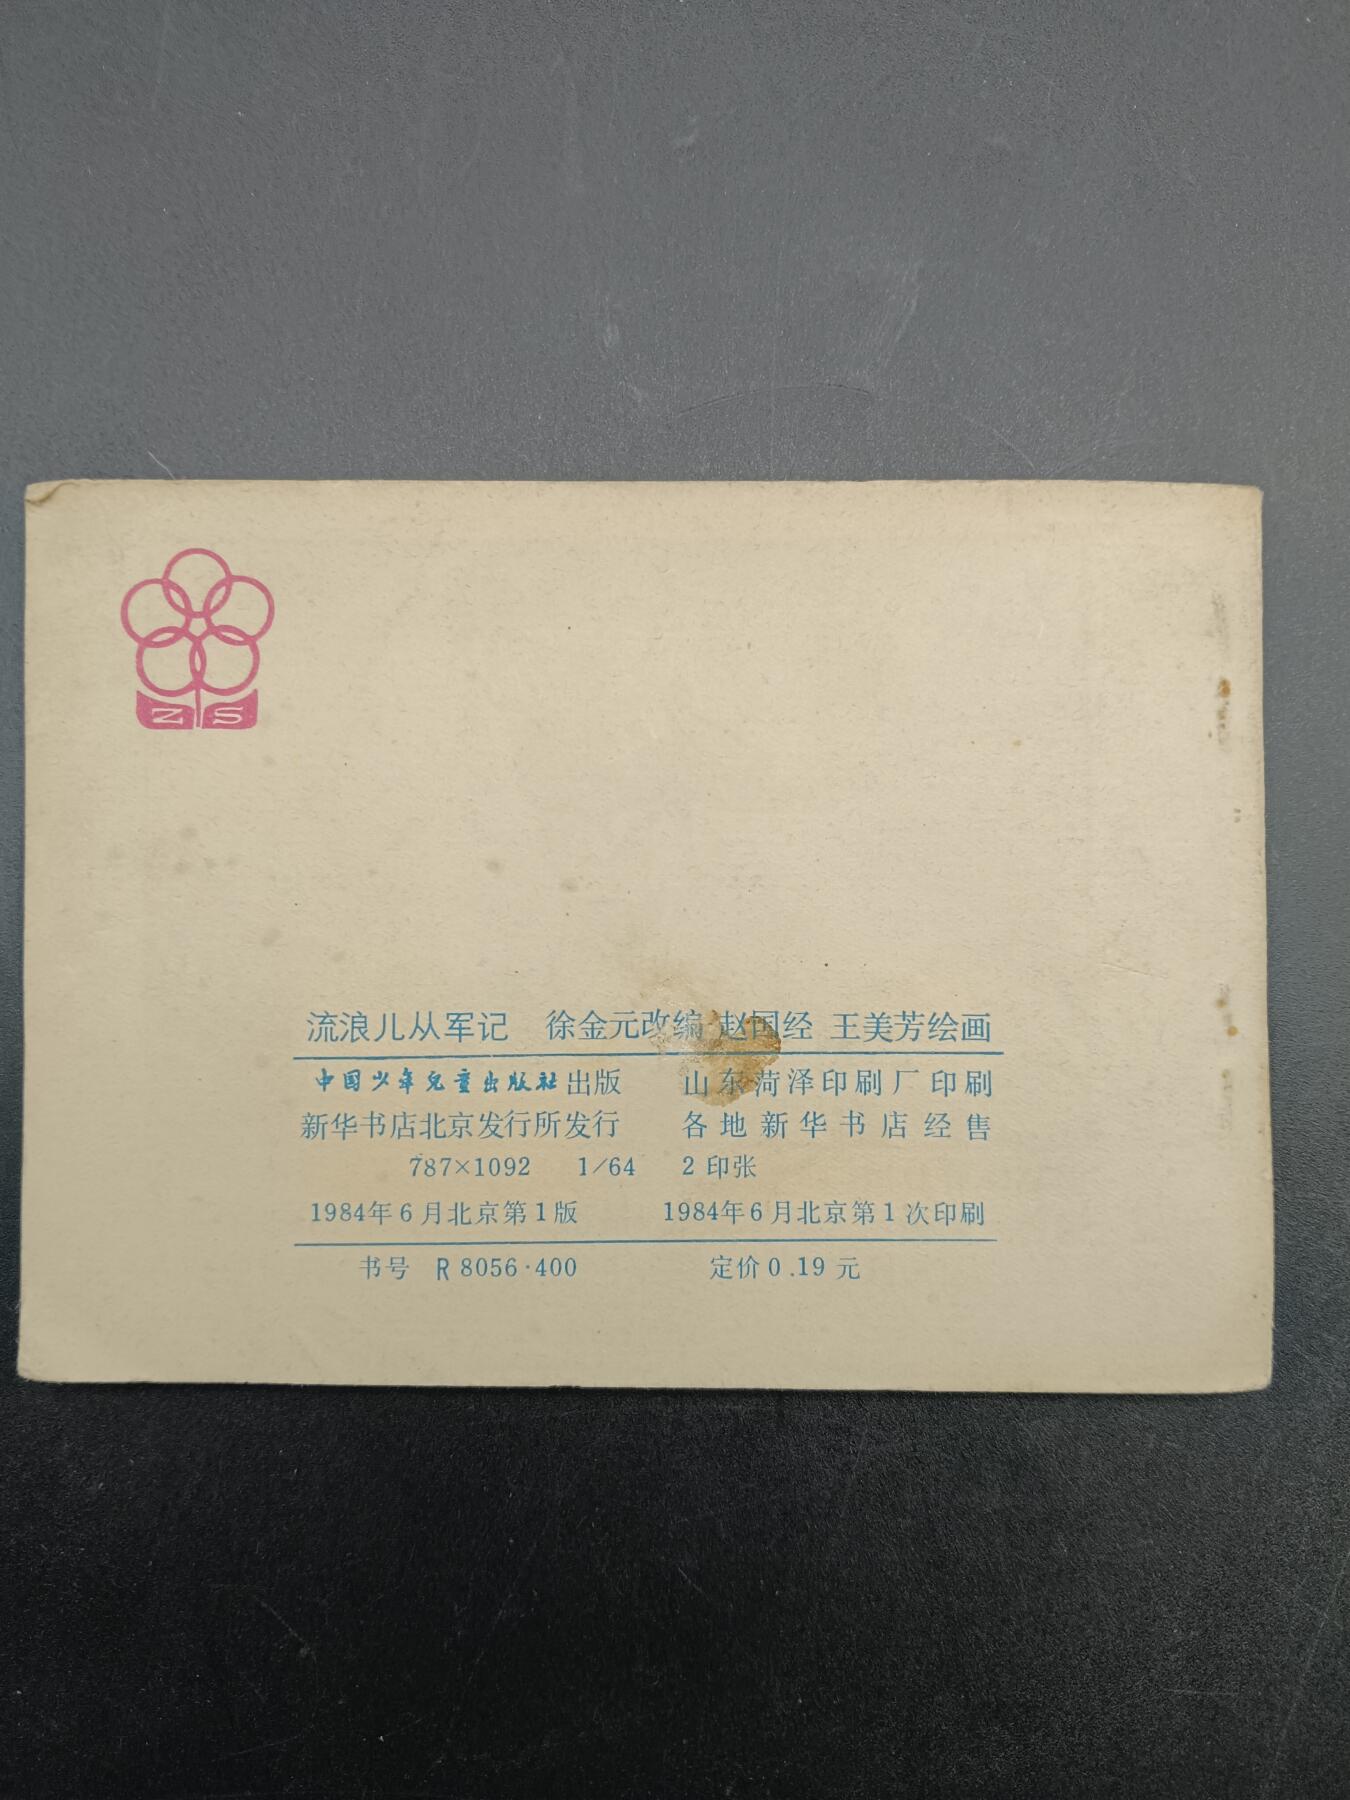 Z S
流浪儿从军记 徐金元改编 赵国经 王美芳绘画
中国少年儿童出版社出版 山东菏泽印刷厂印刷
新华书店北京发行所发行 各地新华书店经售
787×1092 1/64 2 印张
1984年6月北京第1版 1984年6月北京第1次印刷
书号 R 8056·400 定价0.19元